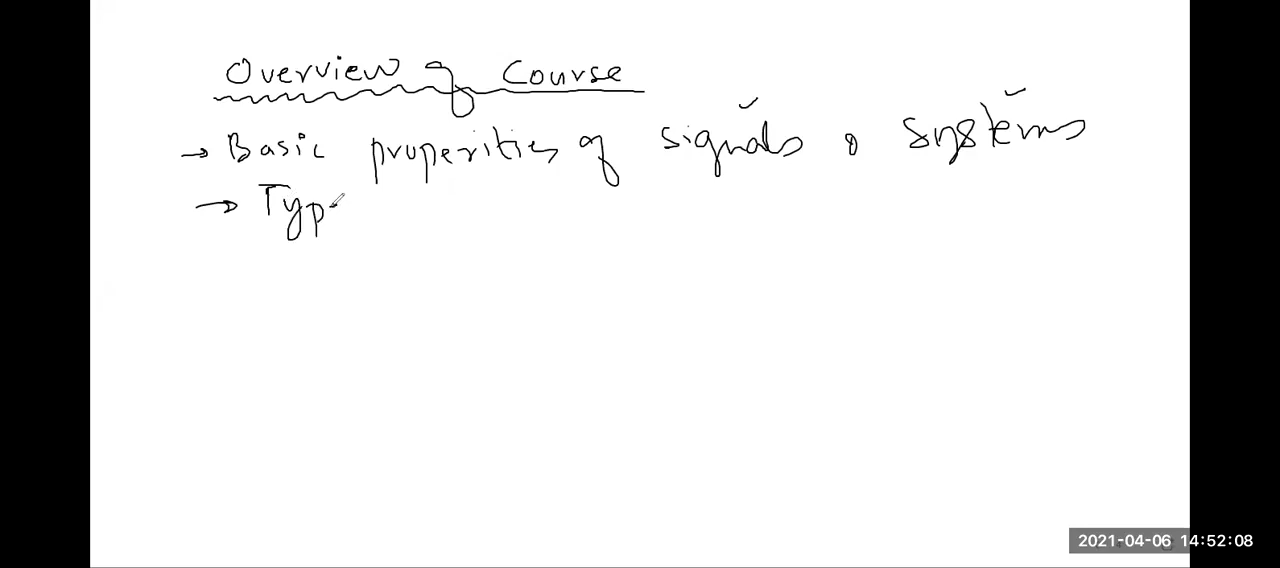 Overview of Course
→ Basic properities of signals & systems
→ Typ
2021-04-06 14:52:08